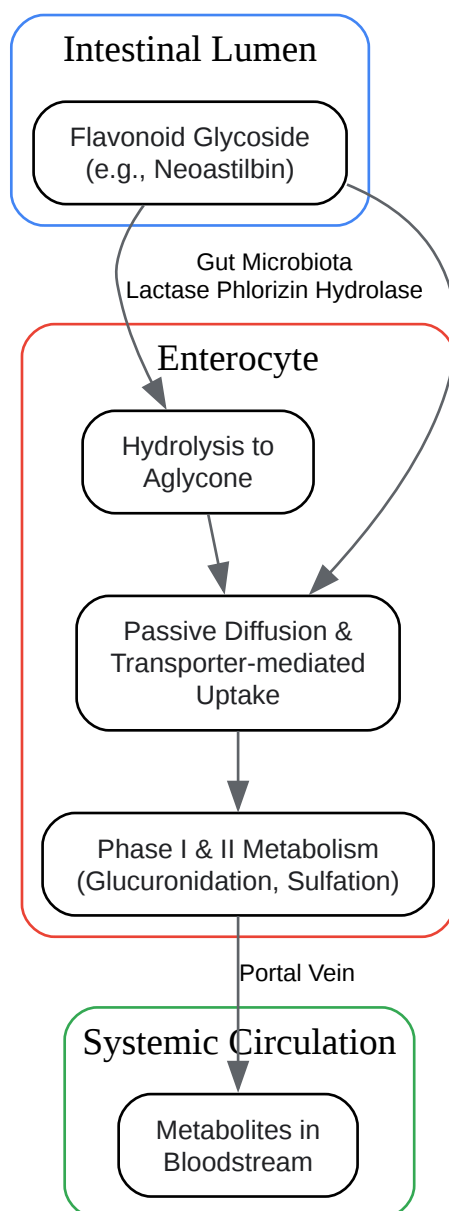 Intestinal Lumen
Flavonoid Glycoside
(e.g., Neoastilbin)
Gut Microbiota
Lactase Phlorizin Hydrolase
Enterocyte
Hydrolysis to
Aglycone
Passive Diffusion &
Transporter-mediated
Uptake
Phase I & II Metabolism
(Glucuronidation, Sulfation)
Portal Vein
Systemic Circulation
Metabolites in
Bloodstream